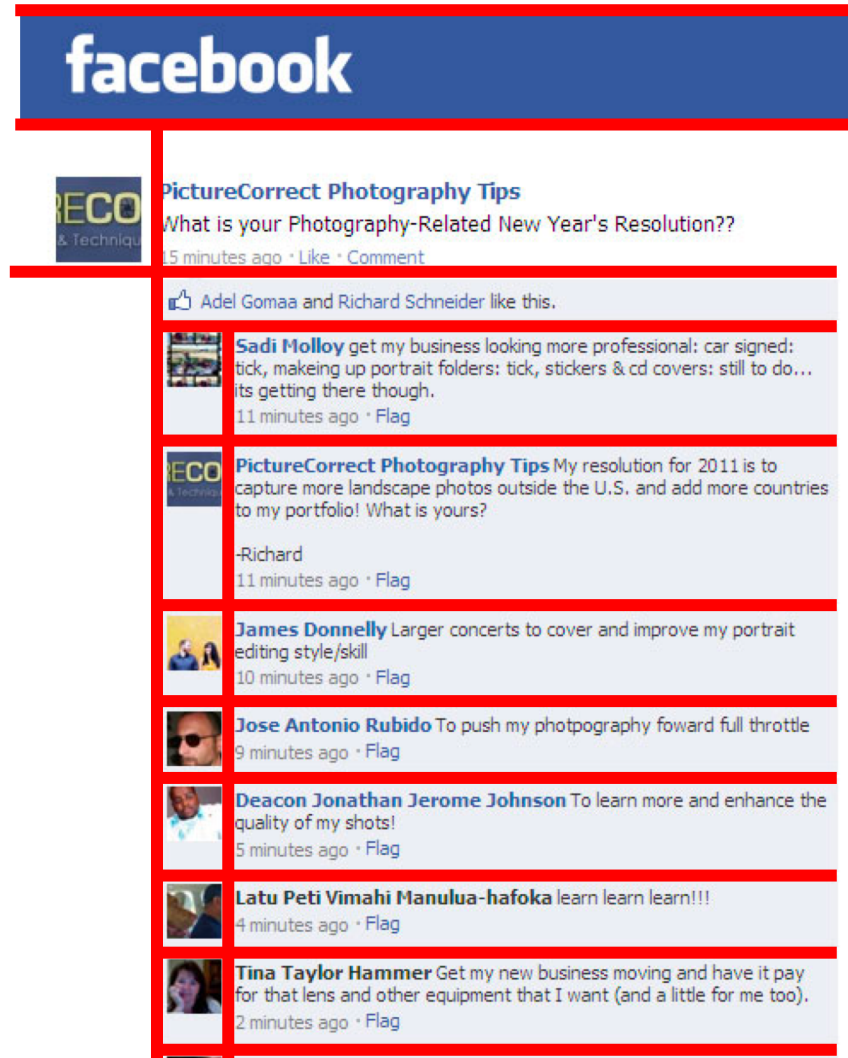 facebook
RECO
& Techniqu
PictureCorrect Photography Tips
What is your Photography-Related New Year's Resolution??
15 minutes ago · Like · Comment
Adel Gomaa and Richard Schneider like this.
Sadi Molloy get my business looking more professional: car signed:
tick, makeing up portrait folders: tick, stickers & cd covers: still to do...
its getting there though.
11 minutes ago · Flag
RECO
& Techniqu
PictureCorrect Photography Tips My resolution for 2011 is to
capture more landscape photos outside the U.S. and add more countries
to my portfolio! What is yours?
-Richard
11 minutes ago · Flag
James Donnelly Larger concerts to cover and improve my portrait
editing style/skill
10 minutes ago · Flag
Jose Antonio Rubido To push my photpography foward full throttle
9 minutes ago · Flag
Deacon Jonathan Jerome Johnson To learn more and enhance the
quality of my shots!
5 minutes ago · Flag
Latu Peti Vimahi Manulua-hafoka learn learn learn!!!
4 minutes ago · Flag
Tina Taylor Hammer Get my new business moving and have it pay
for that lens and other equipment that I want (and a little for me too).
2 minutes ago · Flag